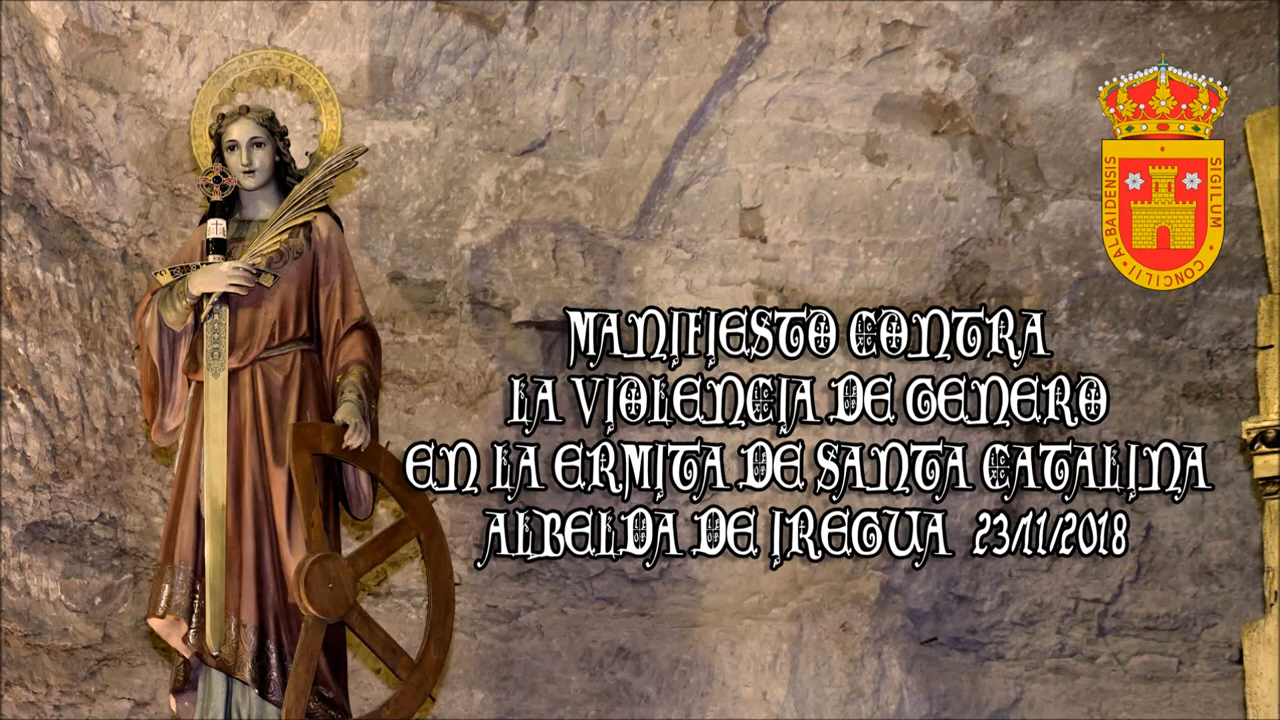 MANIFIESTO CONTRA
LA VIOLENCIA DE GENERO
EN LA ERMITA DE SANTA CATALINA
ALBELDA DE IREGUA 23/11/2018
SIGILLUM • CONCILII • ALBAIDENSIS